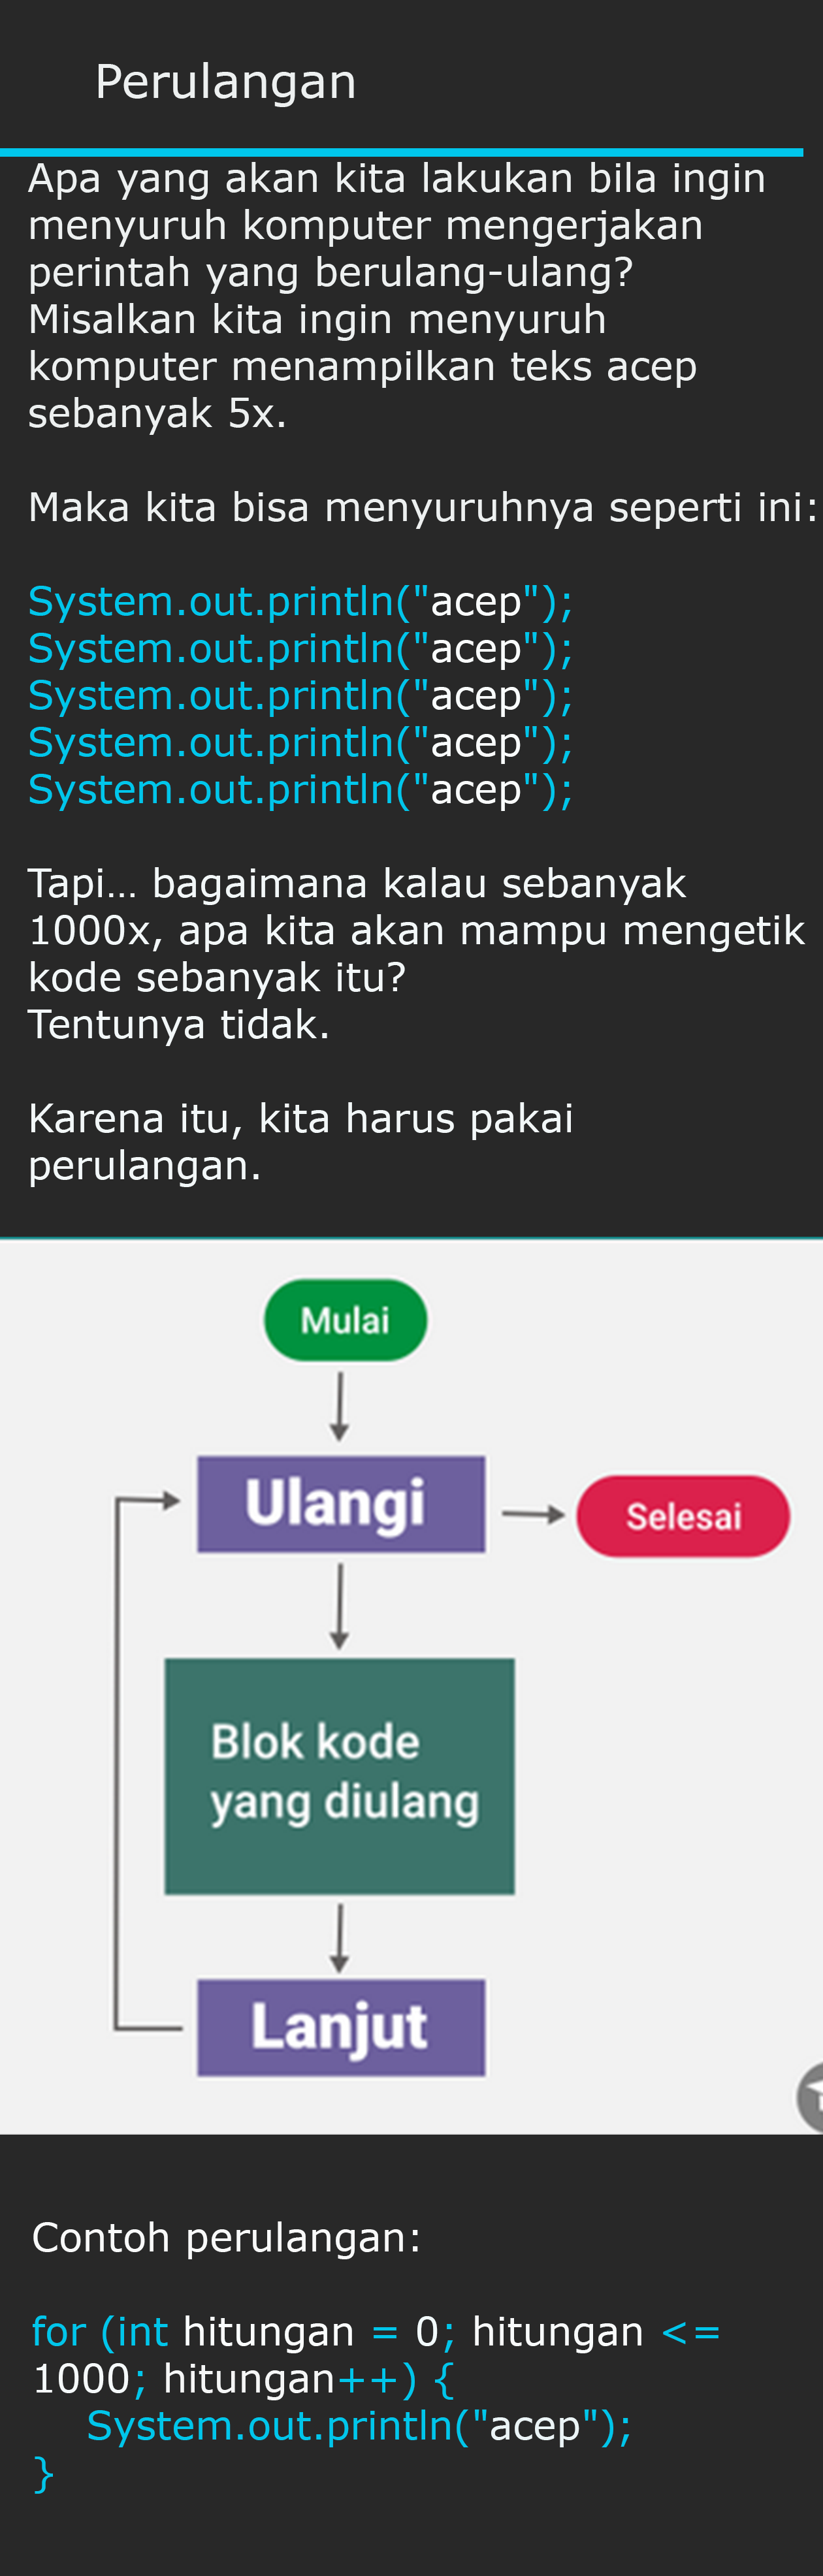 Perulangan
Apa yang akan kita lakukan bila ingin
menyuruh komputer mengerjakan
perintah yang berulang-ulang?
Misalkan kita ingin menyuruh
komputer menampilkan teks acep
sebanyak 5x.
Maka kita bisa menyuruhnya seperti ini:
System.out.println("acep");
System.out.println("acep");
System.out.println("acep");
System.out.println("acep");
System.out.println("acep");
Tapi... bagaimana kalau sebanyak
1000x, apa kita akan mampu mengetik
kode sebanyak itu?
Tentunya tidak.
Karena itu, kita harus pakai
perulangan.
Mulai
Ulangi
Selesai
Blok kode
yang diulang
Lanjut
Contoh perulangan:
for (int hitungan = 0; hitungan <=
1000; hitungan++) {
System.out.println("acep");
}